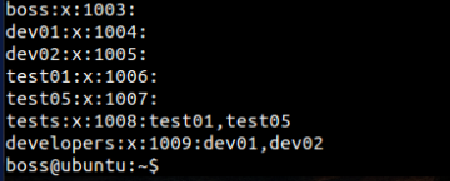 boss:x:1003:
dev01:x:1004:
dev02:x:1005:
test01:x:1006:
test05:x:1007:
tests:x:1008:test01,test05
developers:x:1009:dev01,dev02
boss@ubuntu:~$